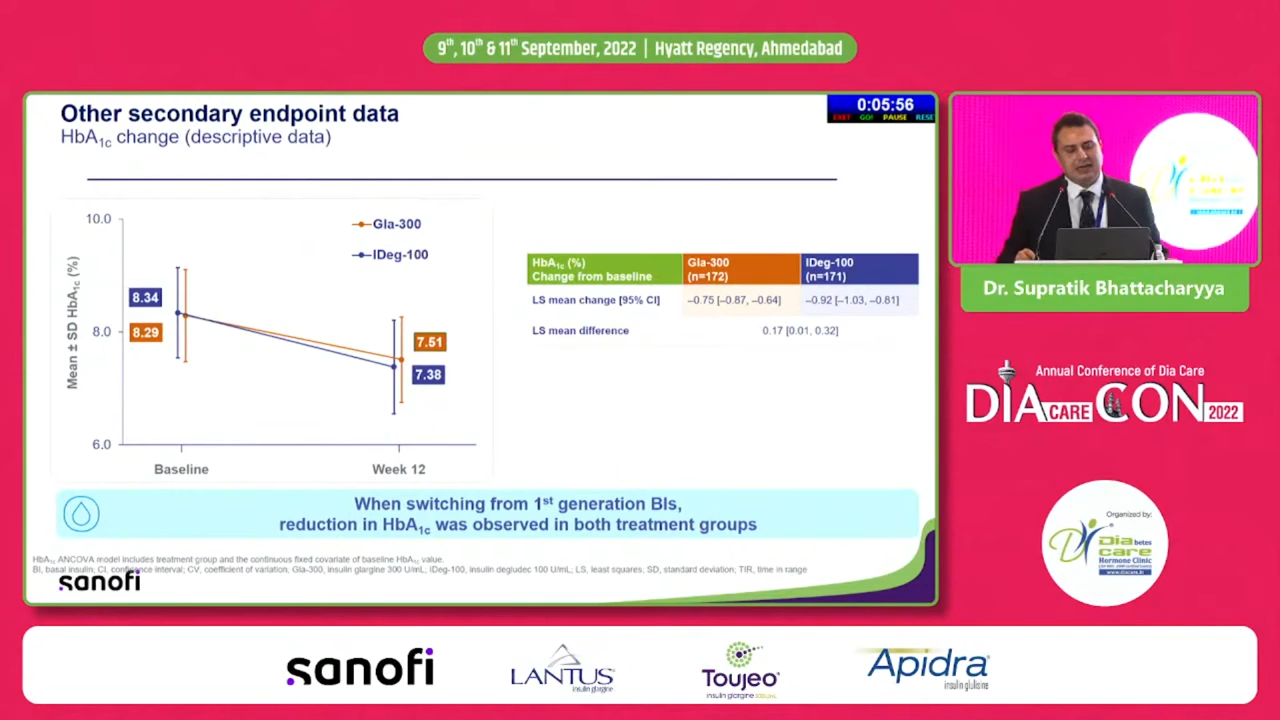 9th, 10th & 11th September, 2022 | Hyatt Regency, Ahmedabad
Other secondary endpoint data
HbA1c change (descriptive data)
0:05:56
EXIT GO! PAUSE RESE
10.0
8.0
6.0
Mean ± SD HbA1c (%)
Gla-300
IDeg-100
8.34
8.29
7.51
7.38
Baseline
Week 12
HbA1c (%)
Change from baseline
Gla-300
(n=172)
IDeg-100
(n=171)
LS mean change [95% CI]
–0.75 [–0.87, –0.64]
–0.92 [–1.03, –0.81]
LS mean difference
0.17 [0.01, 0.32]
When switching from 1st generation BIs,
reduction in HbA1c was observed in both treatment groups
HbA1c ANCOVA model includes treatment group and the continuous fixed covariate of baseline HbA1c value.
BI, basal insulin; CI, confidence interval; CV, coefficient of variation; Gla-300, insulin glargine 300 U/mL; IDeg-100, insulin degludec 100 U/mL; LS, least squares; SD, standard deviation; TIR, time in range
sanofi
Dr. Supratik Bhattacharyya
Annual Conference of Dia Care
DIACARE CON 2022
Organized by:
Diabetes
care
Hormone Clinic
www.diacare.in
sanofi
LANTUS
insulin glargine
Toujeo
insulin glargine 300U/mL
Apidra
insulin glulisine